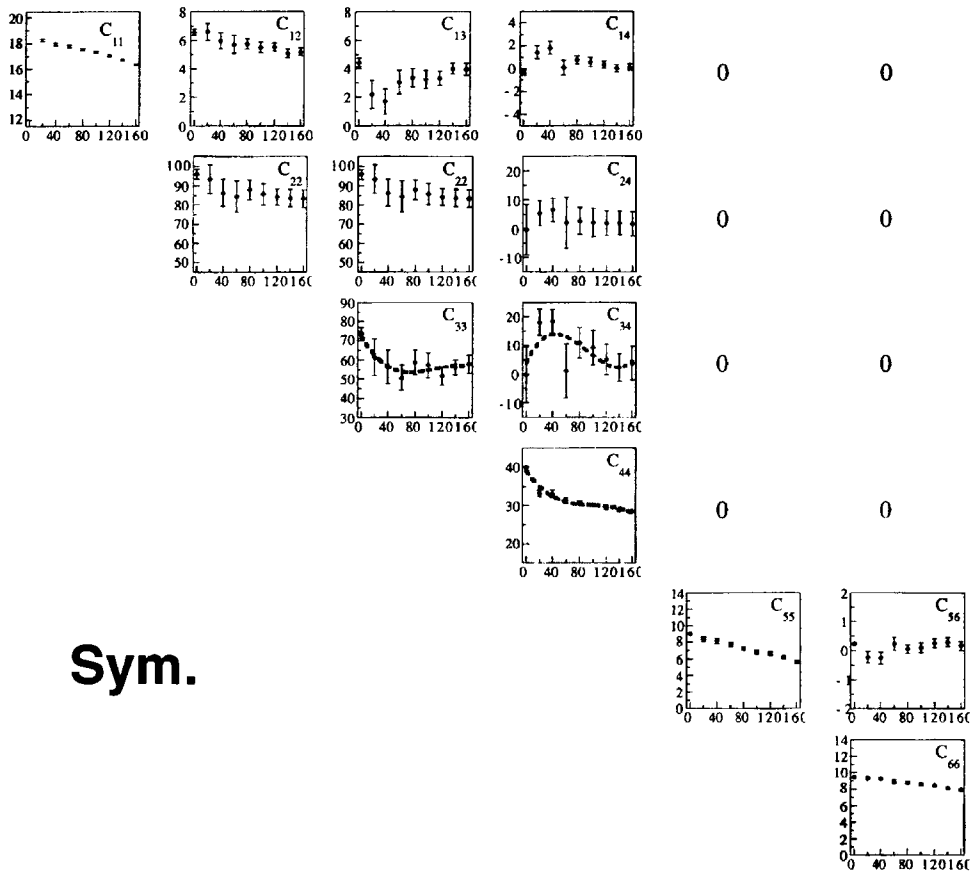 C11 C12 C13 C14
20 18 16 14 12
0 40 80 120 160
12 10 8 6 4 2 0
0 40 80 120 160
8 6 4 2 0
0 40 80 120 160
4 2 0 -2 -4
0 40 80 120 160
0 0
C22 C22 C24
100 90 80 70 60 50
0 40 80 120 160
100 90 80 70 60 50
0 40 80 120 160
20 10 0 -10
0 40 80 120 160
0 0
C33 C34
90 80 70 60 50 40 30
0 40 80 120 160
20 10 0 -10
0 40 80 120 160
0 0
C44
40 30 20
0 40 80 120 160
0 0
C55 C56
14 12 10 8 6 4 2 0
0 40 80 120 160
2 1 0 -1 -2
0 40 80 120 160
Sym.
C66
14 12 10 8 6 4 2 0
0 40 80 120 160